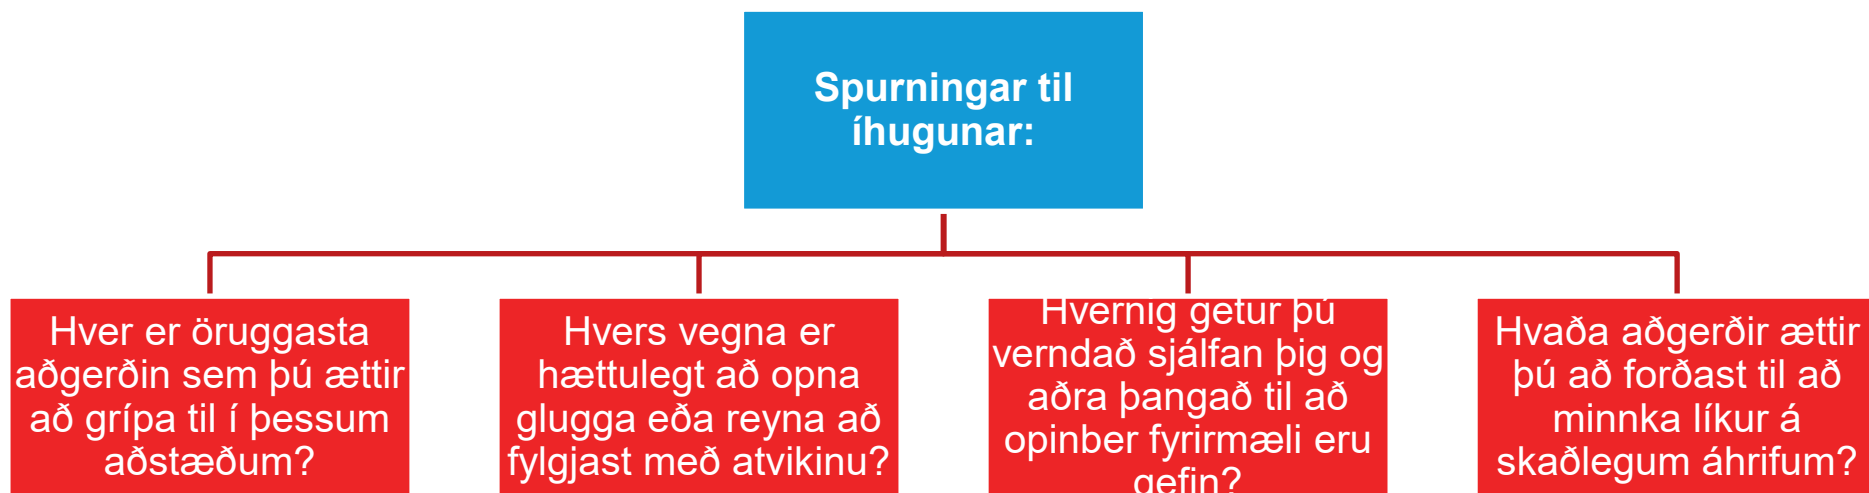 Spurningar til
íhugunar:
Hver er öruggasta
aðgerðin sem þú ættir
að grípa til í þessum
aðstæðum?
Hvers vegna er
hættulegt að opna
glugga eða reyna að
fylgjast með atvikinu?
Hvernig getur þú
verndað sjálfan þig og
aðra þangað til að
opinber fyrirmæli eru
gefin?
Hvaða aðgerðir ættir
þú að forðast til að
minnka líkur á
skaðlegum áhrifum?